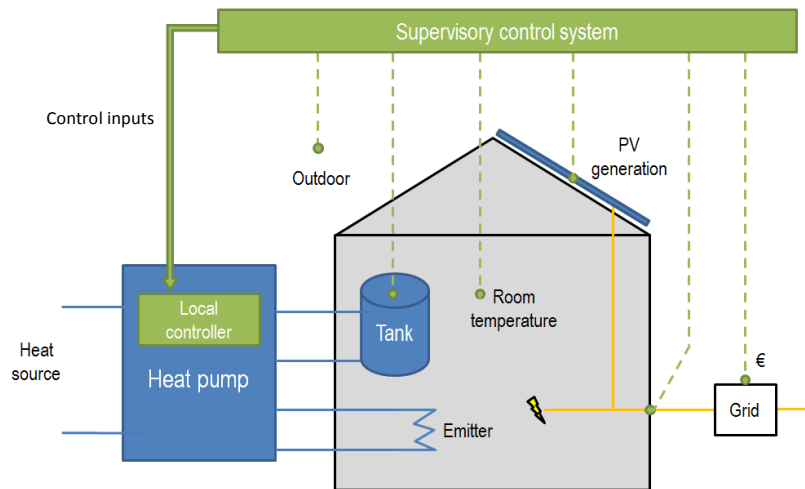 Supervisory control system
Control inputs
Outdoor
PV
generation
Local
controller
Heat pump
Heat
source
Tank
Room
temperature
Emitter
€
Grid